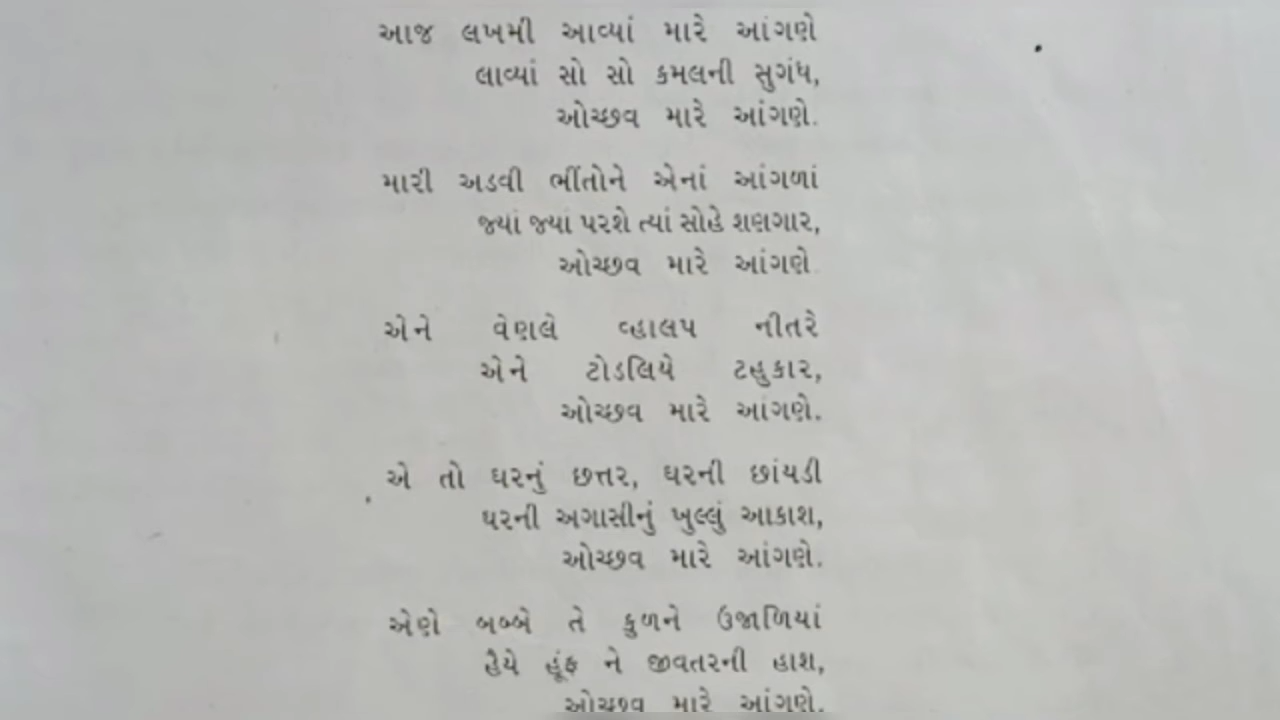 આજ લખમી આવ્યાં મારે આંગણે
લાવ્યાં સો સો કમલની સુગંધ,
ઓચ્છવ મારે આંગણે.
મારી અડવી ભીંતોને એનાં આંગળાં
જ્યાં જ્યાં પરશે ત્યાં સોહે શણગાર,
ઓચ્છવ મારે આંગણે
એને વેણલે વ્હાલપ નીતરે
એને ટોડલિયે ટહુકાર,
ઓચ્છવ મારે આંગણે.
એ તો ઘરનું છત્તર, ઘરની છાંયડી
ઘરની અગાસીનું ખુલ્લું આકાશ,
ઓચ્છવ મારે આંગણે.
એણે બબ્બે તે કુળને ઉજાળિયાં
હૈયે હૂંફ ને જીવતરની હાશ,
ઓચ્છવ મારે આંગણે.